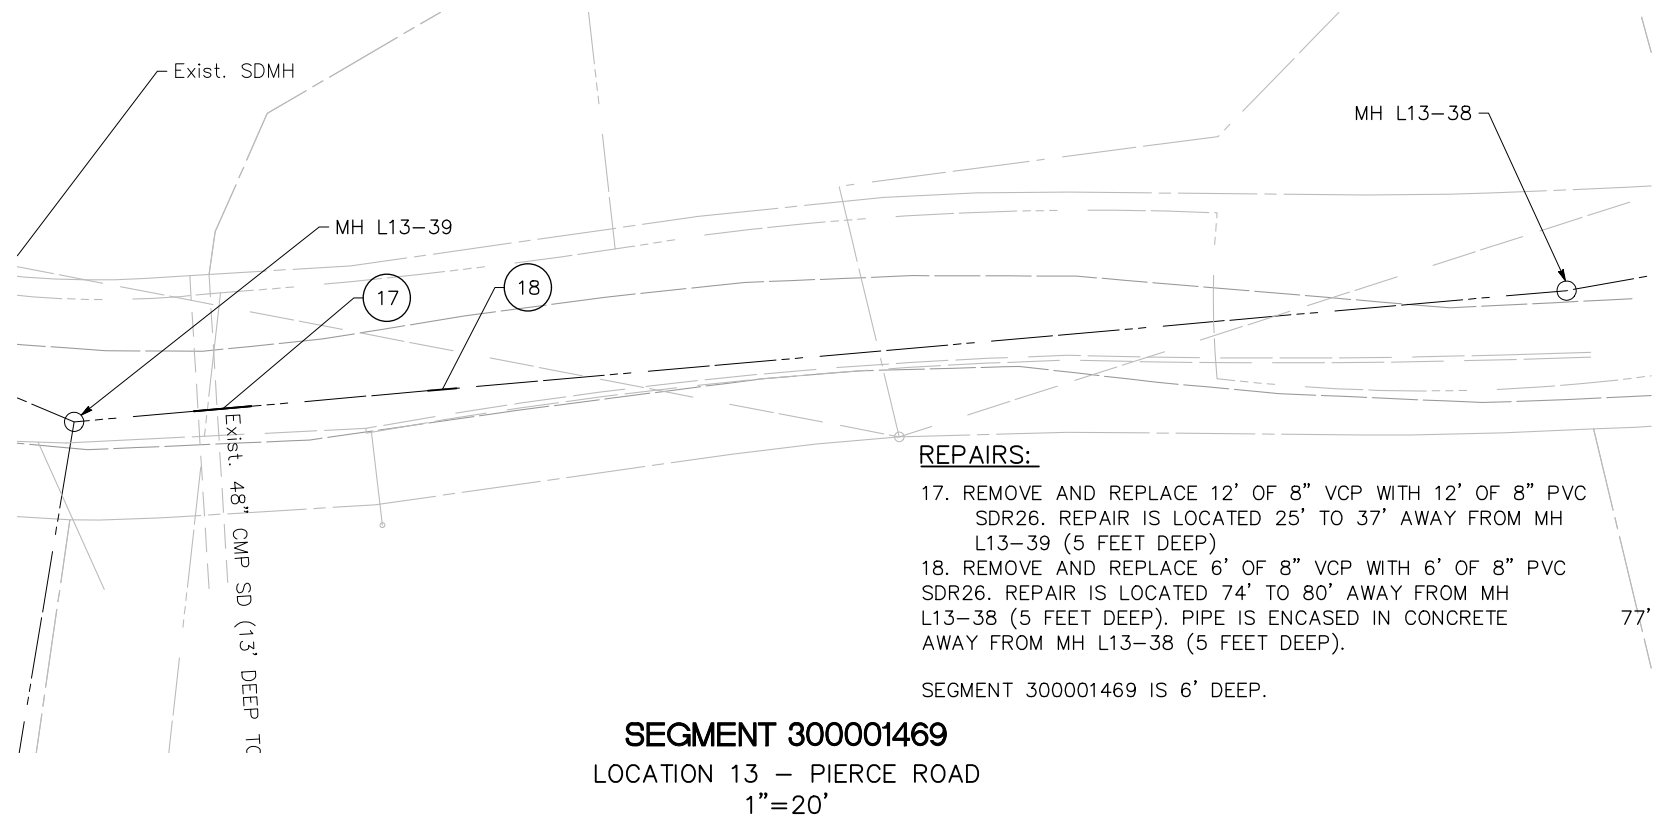 Exist. SDMH
MH L13-38
MH L13-39
17
18
Exist. 48" CMP SD (13' DEEP TO
REPAIRS:
17. REMOVE AND REPLACE 12' OF 8" VCP WITH 12' OF 8" PVC
SDR26. REPAIR IS LOCATED 25' TO 37' AWAY FROM MH
L13-39 (5 FEET DEEP)
18. REMOVE AND REPLACE 6' OF 8" VCP WITH 6' OF 8" PVC
SDR26. REPAIR IS LOCATED 74' TO 80' AWAY FROM MH
L13-38 (5 FEET DEEP). PIPE IS ENCASED IN CONCRETE 77'
AWAY FROM MH L13-38 (5 FEET DEEP).
SEGMENT 300001469 IS 6' DEEP.
SEGMENT 300001469
LOCATION 13 - PIERCE ROAD
1"=20'